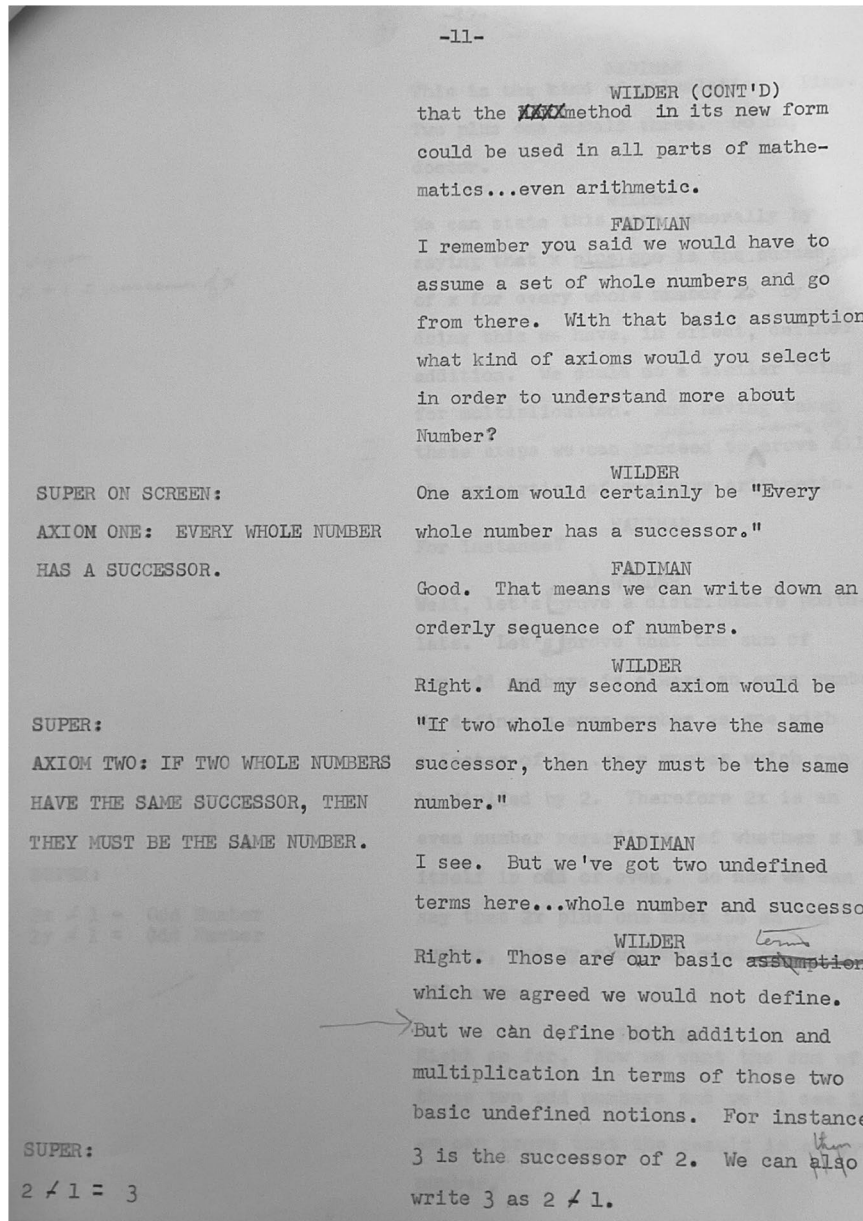 -11-
WILDER (CONT'D)
that the method in its new form
could be used in all parts of mathe-
matics...even arithmetic.
FADIMAN
I remember you said we would have to
assume a set of whole numbers and go
from there. With that basic assumption
what kind of axioms would you select
in order to understand more about
Number?
SUPER ON SCREEN:
AXIOM ONE: EVERY WHOLE NUMBER
HAS A SUCCESSOR.
WILDER
One axiom would certainly be "Every
whole number has a successor."
FADIMAN
Good. That means we can write down an
orderly sequence of numbers.
WILDER
Right. And my second axiom would be
"If two whole numbers have the same
successor, then they must be the same
number."
SUPER:
AXIOM TWO: IF TWO WHOLE NUMBERS
HAVE THE SAME SUCCESSOR, THEN
THEY MUST BE THE SAME NUMBER.
FADIMAN
I see. But we've got two undefined
terms here...whole number and successo
WILDER
terms
Right. Those are our basic assumption
which we agreed we would not define.
But we can define both addition and
multiplication in terms of those two
basic undefined notions. For instance
then
3 is the successor of 2. We can also
write 3 as 2 ≠ 1.
SUPER:
2 ≠ 1 = 3